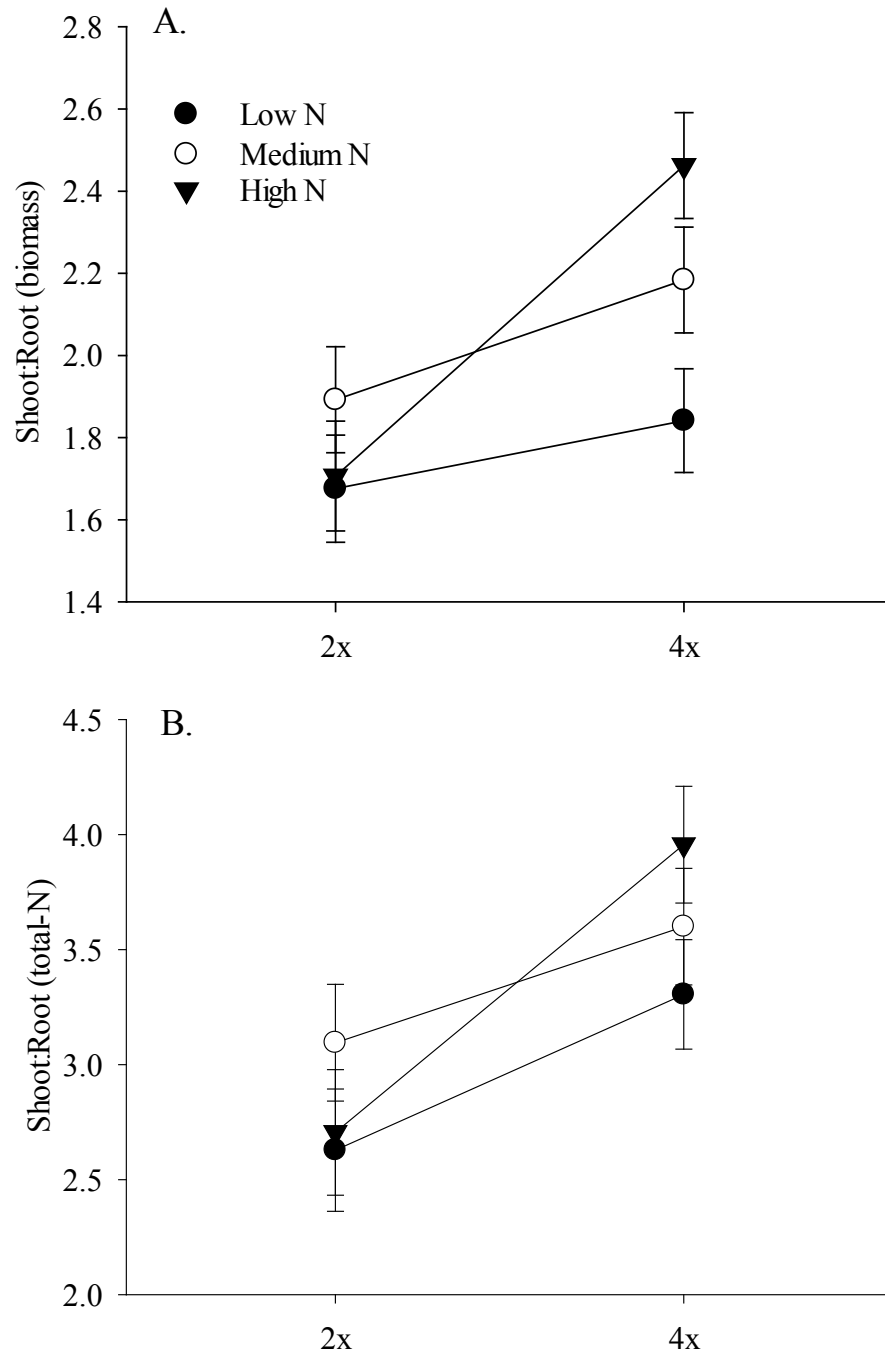 A.
2.8
2.6
2.4
2.2
2.0
1.8
1.6
1.4
Shoot:Root (biomass)
Low N
Medium N
High N
2x 4x
B.
4.5
4.0
3.5
3.0
2.5
2.0
Shoot:Root (total-N)
2x 4x